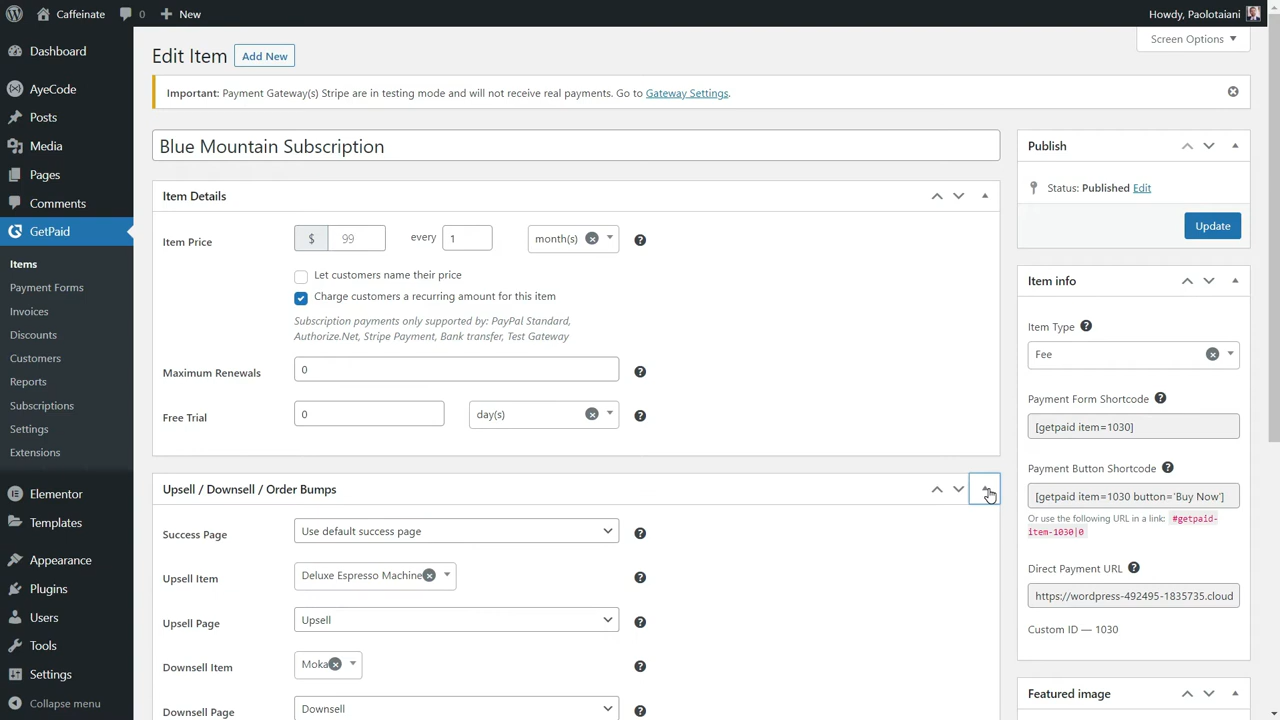 Caffeinate
0
New
Howdy, Paolotaiani
Dashboard
AyeCode
Posts
Media
Pages
Comments
GetPaid
Items
Payment Forms
Invoices
Discounts
Customers
Reports
Subscriptions
Settings
Extensions
Elementor
Templates
Appearance
Plugins
Users
Tools
Settings
Collapse menu
Screen Options
Edit Item
Add New
Important: Payment Gateway(s) Stripe are in testing mode and will not receive real payments. Go to Gateway Settings.
Blue Mountain Subscription
Item Details
Item Price
$
99
every
1
month(s)
Let customers name their price
Charge customers a recurring amount for this item
Subscription payments only supported by: PayPal Standard,
Authorize.Net, Stripe Payment, Bank transfer, Test Gateway
Maximum Renewals
0
Free Trial
0
day(s)
Upsell / Downsell / Order Bumps
Success Page
Use default success page
Upsell Item
Deluxe Espresso Machine
Upsell Page
Upsell
Downsell Item
Moka
Downsell Page
Downsell
Publish
Status: Published Edit
Update
Item info
Item Type
Fee
Payment Form Shortcode
[getpaid item=1030]
Payment Button Shortcode
[getpaid item=1030 button='Buy Now']
Or use the following URL in a link: #getpaid-
item-1030|0
Direct Payment URL
https://wordpress-492495-1835735.cloud
Custom ID — 1030
Featured image